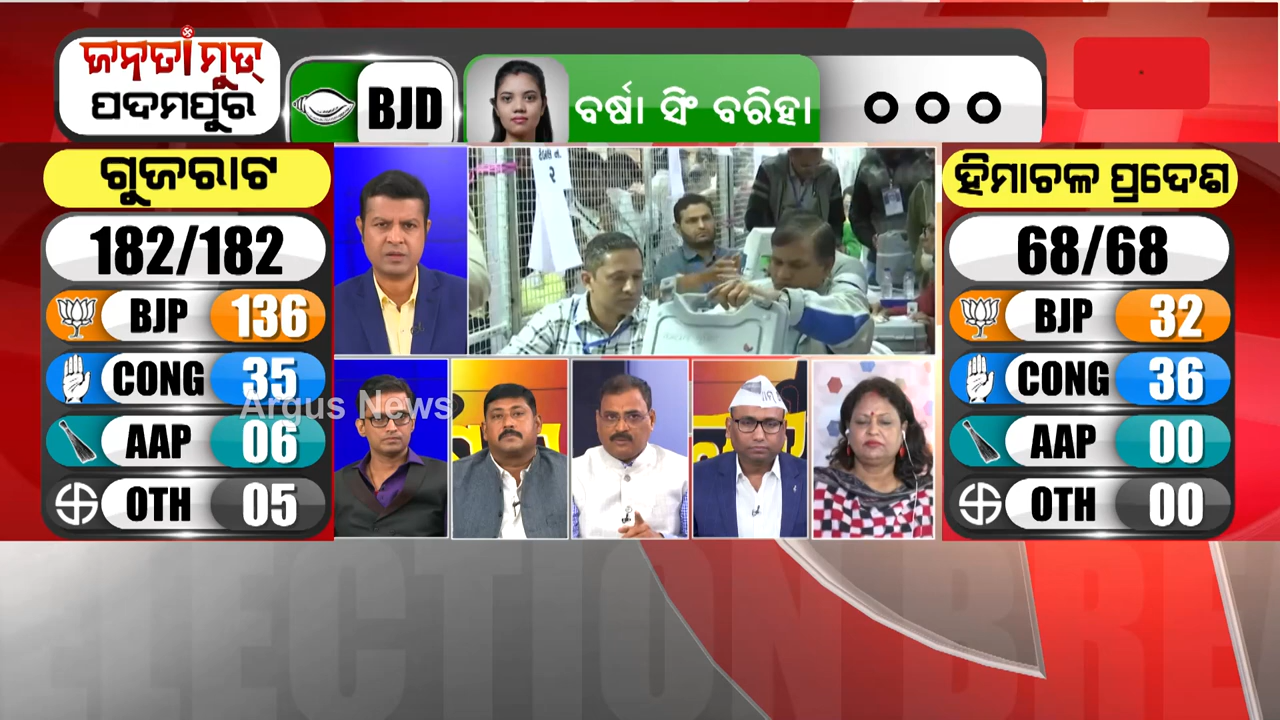 ଜନତା ମୁଡ୍
ପଦମପୁର
BJD
ବର୍ଷା ସିଂ ବରିହା
୦୦୦
ଗୁଜରାଟ
182/182
BJP 136
CONG 35
AAP 06
OTH 05
Argus News
ହିମାଚଳ ପ୍ରଦେଶ
68/68
BJP 32
CONG 36
AAP 00
OTH 00
ELECTION BRE